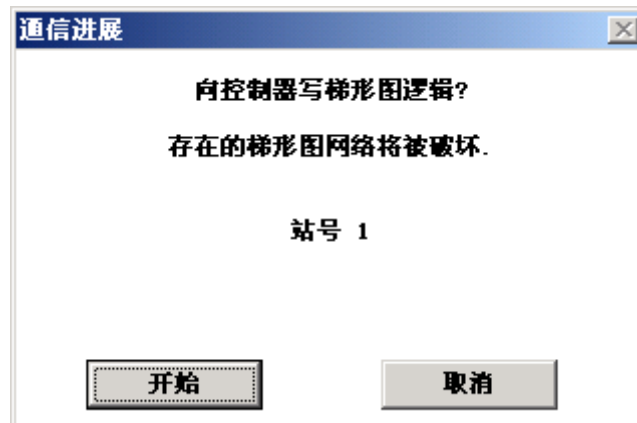 通信进展
向控制器写梯形图逻辑?
存在的梯形图网络将被破坏.
站号 1
开始
取消